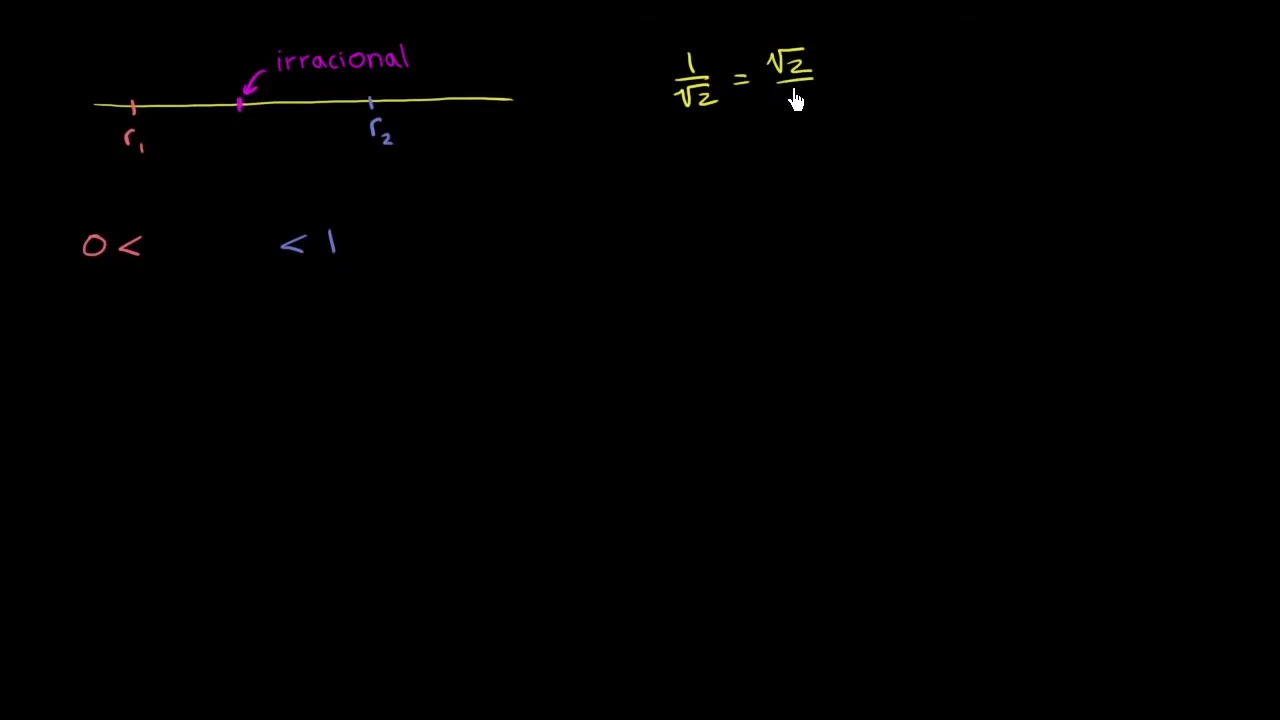 irracional
r₁ r₂
1/√2 = √2/
0 < < 1